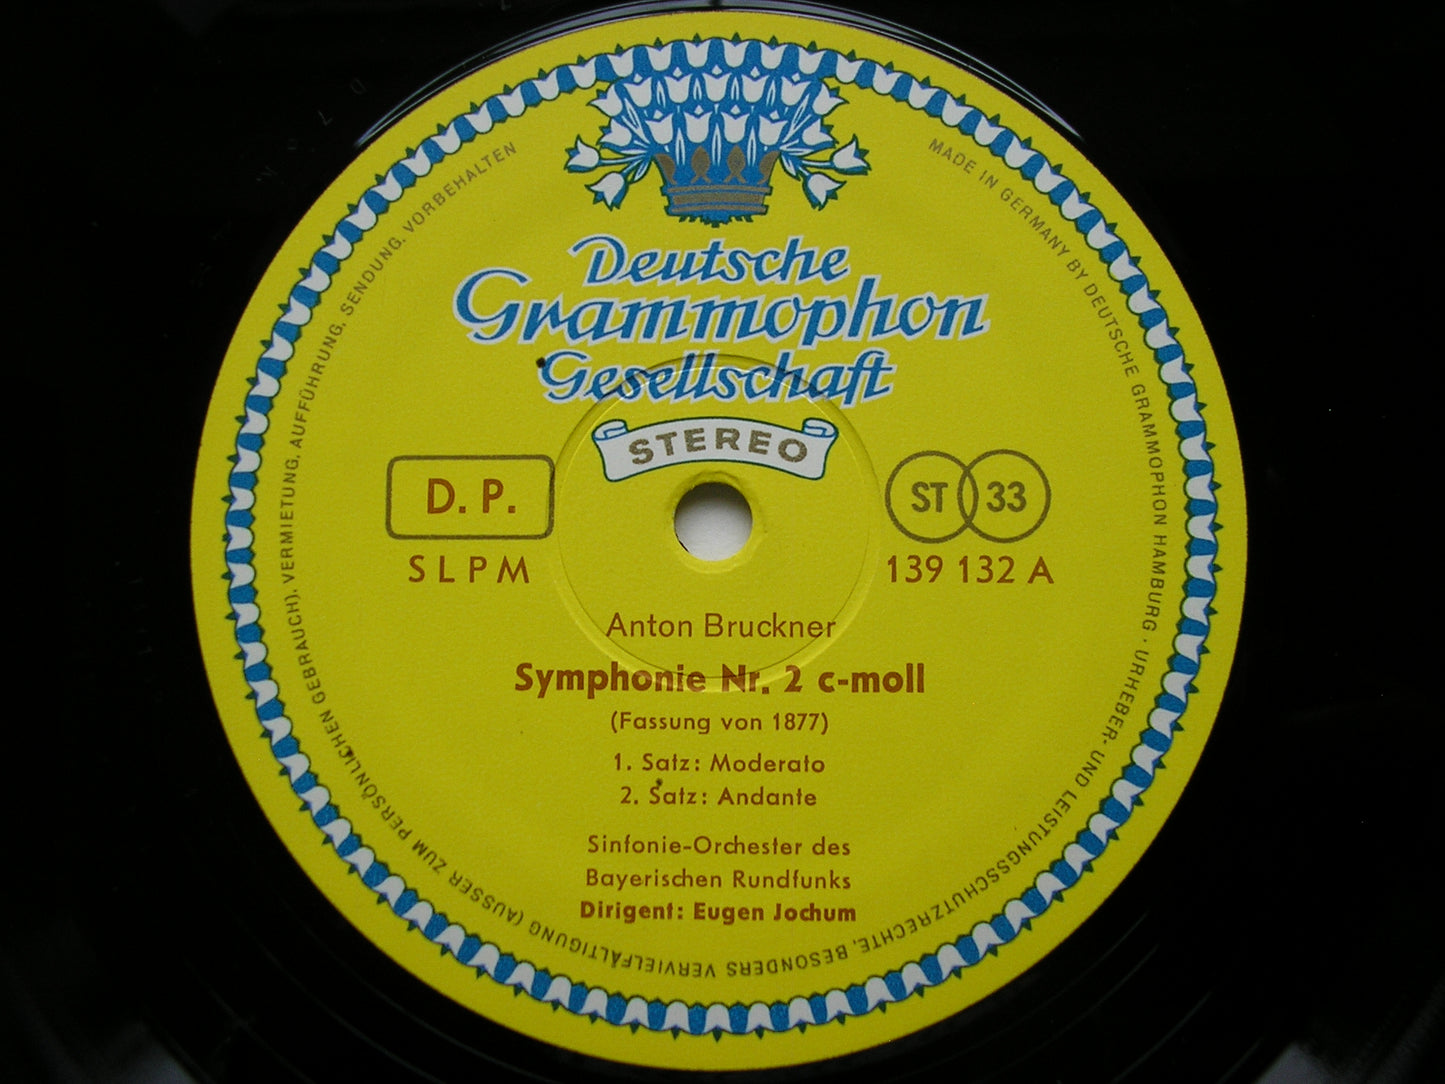 Deutsche
Grammophon
Gesellschaft
STEREO
D. P.
SLPM
ST 33
139 132 A
Anton Bruckner
Symphonie Nr. 2 c-moll
(Fassung von 1877)
1. Satz: Moderato
2. Satz: Andante
Sinfonie-Orchester des
Bayerischen Rundfunks
Dirigent: Eugen Jochum
MADE IN GERMANY BY DEUTSCHE GRAMMOPHON HAMBURG · URHEBER- UND LEISTUNGSSCHUTZRECHTE, BESONDERS VERVIELFÄLTIGUNG (AUSSER ZUM PERSÖNLICHEN GEBRAUCH), VERMIETUNG, AUFFÜHRUNG, SENDUNG, VORBEHALTEN